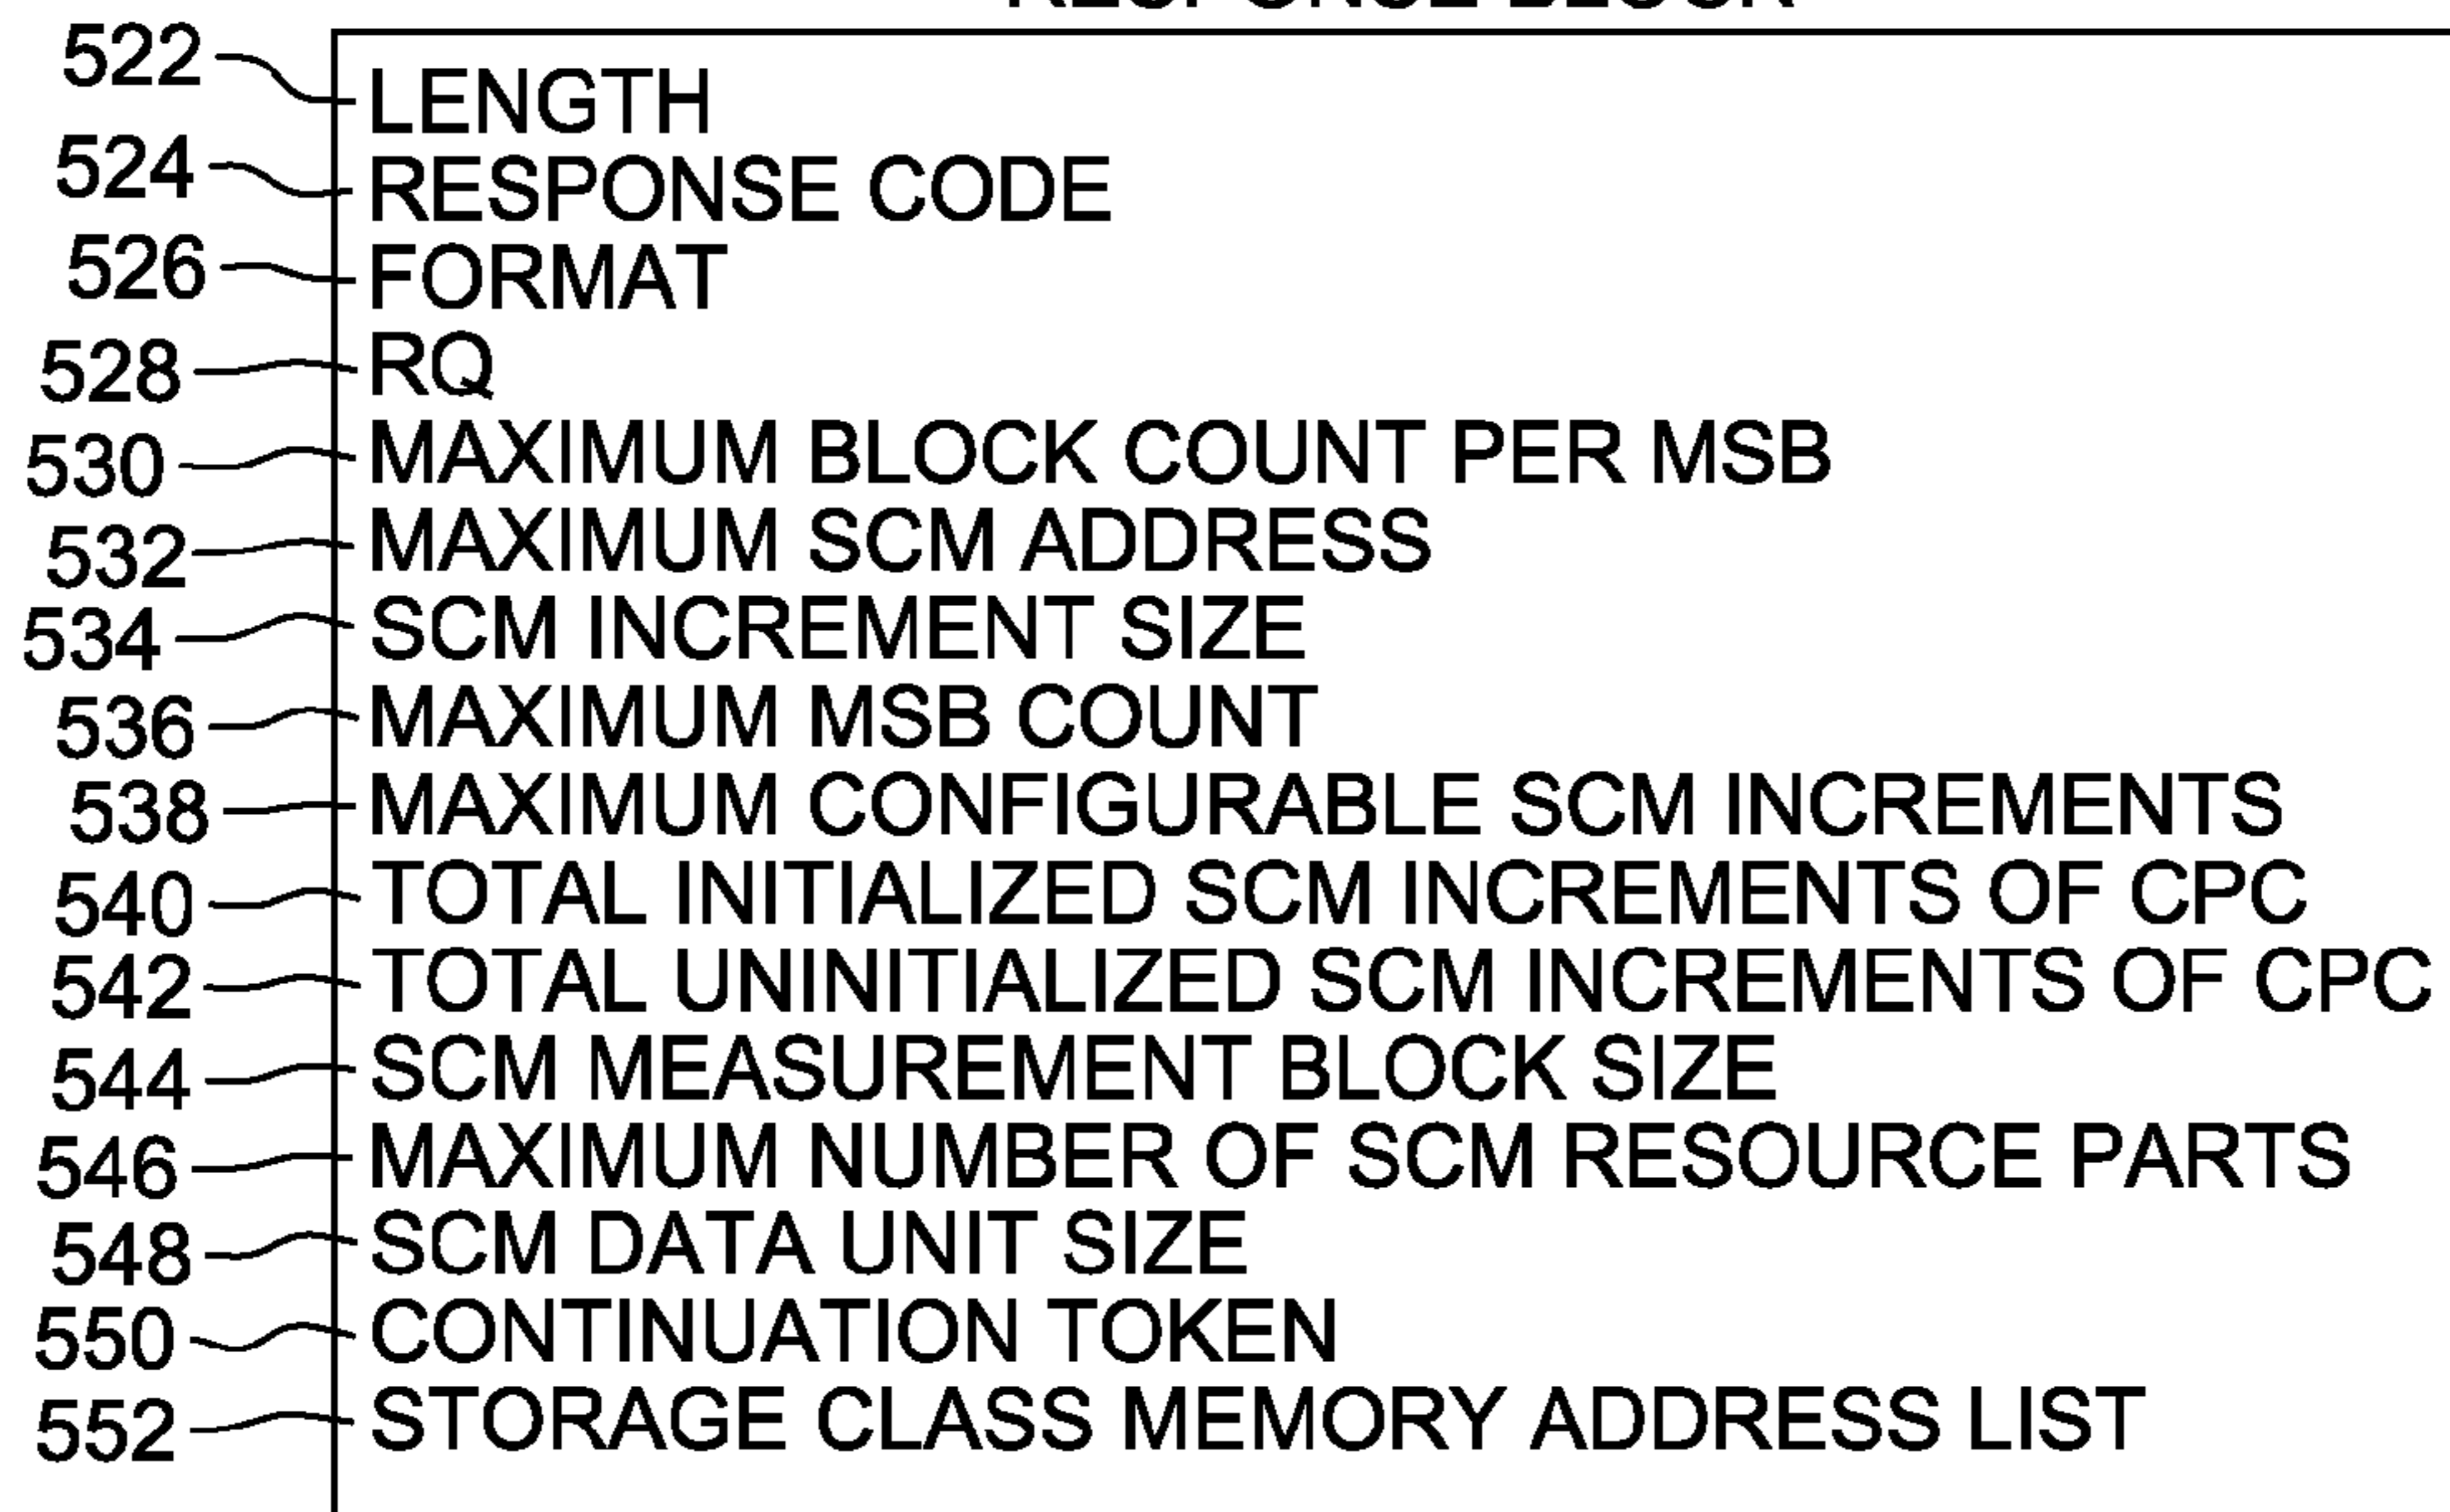 RESPONSE BLOCK
522 LENGTH
524 RESPONSE CODE
526 FORMAT
528 RQ
530 MAXIMUM BLOCK COUNT PER MSB
532 MAXIMUM SCM ADDRESS
534 SCM INCREMENT SIZE
536 MAXIMUM MSB COUNT
538 MAXIMUM CONFIGURABLE SCM INCREMENTS
540 TOTAL INITIALIZED SCM INCREMENTS OF CPC
542 TOTAL UNINITIALIZED SCM INCREMENTS OF CPC
544 SCM MEASUREMENT BLOCK SIZE
546 MAXIMUM NUMBER OF SCM RESOURCE PARTS
548 SCM DATA UNIT SIZE
550 CONTINUATION TOKEN
552 STORAGE CLASS MEMORY ADDRESS LIST